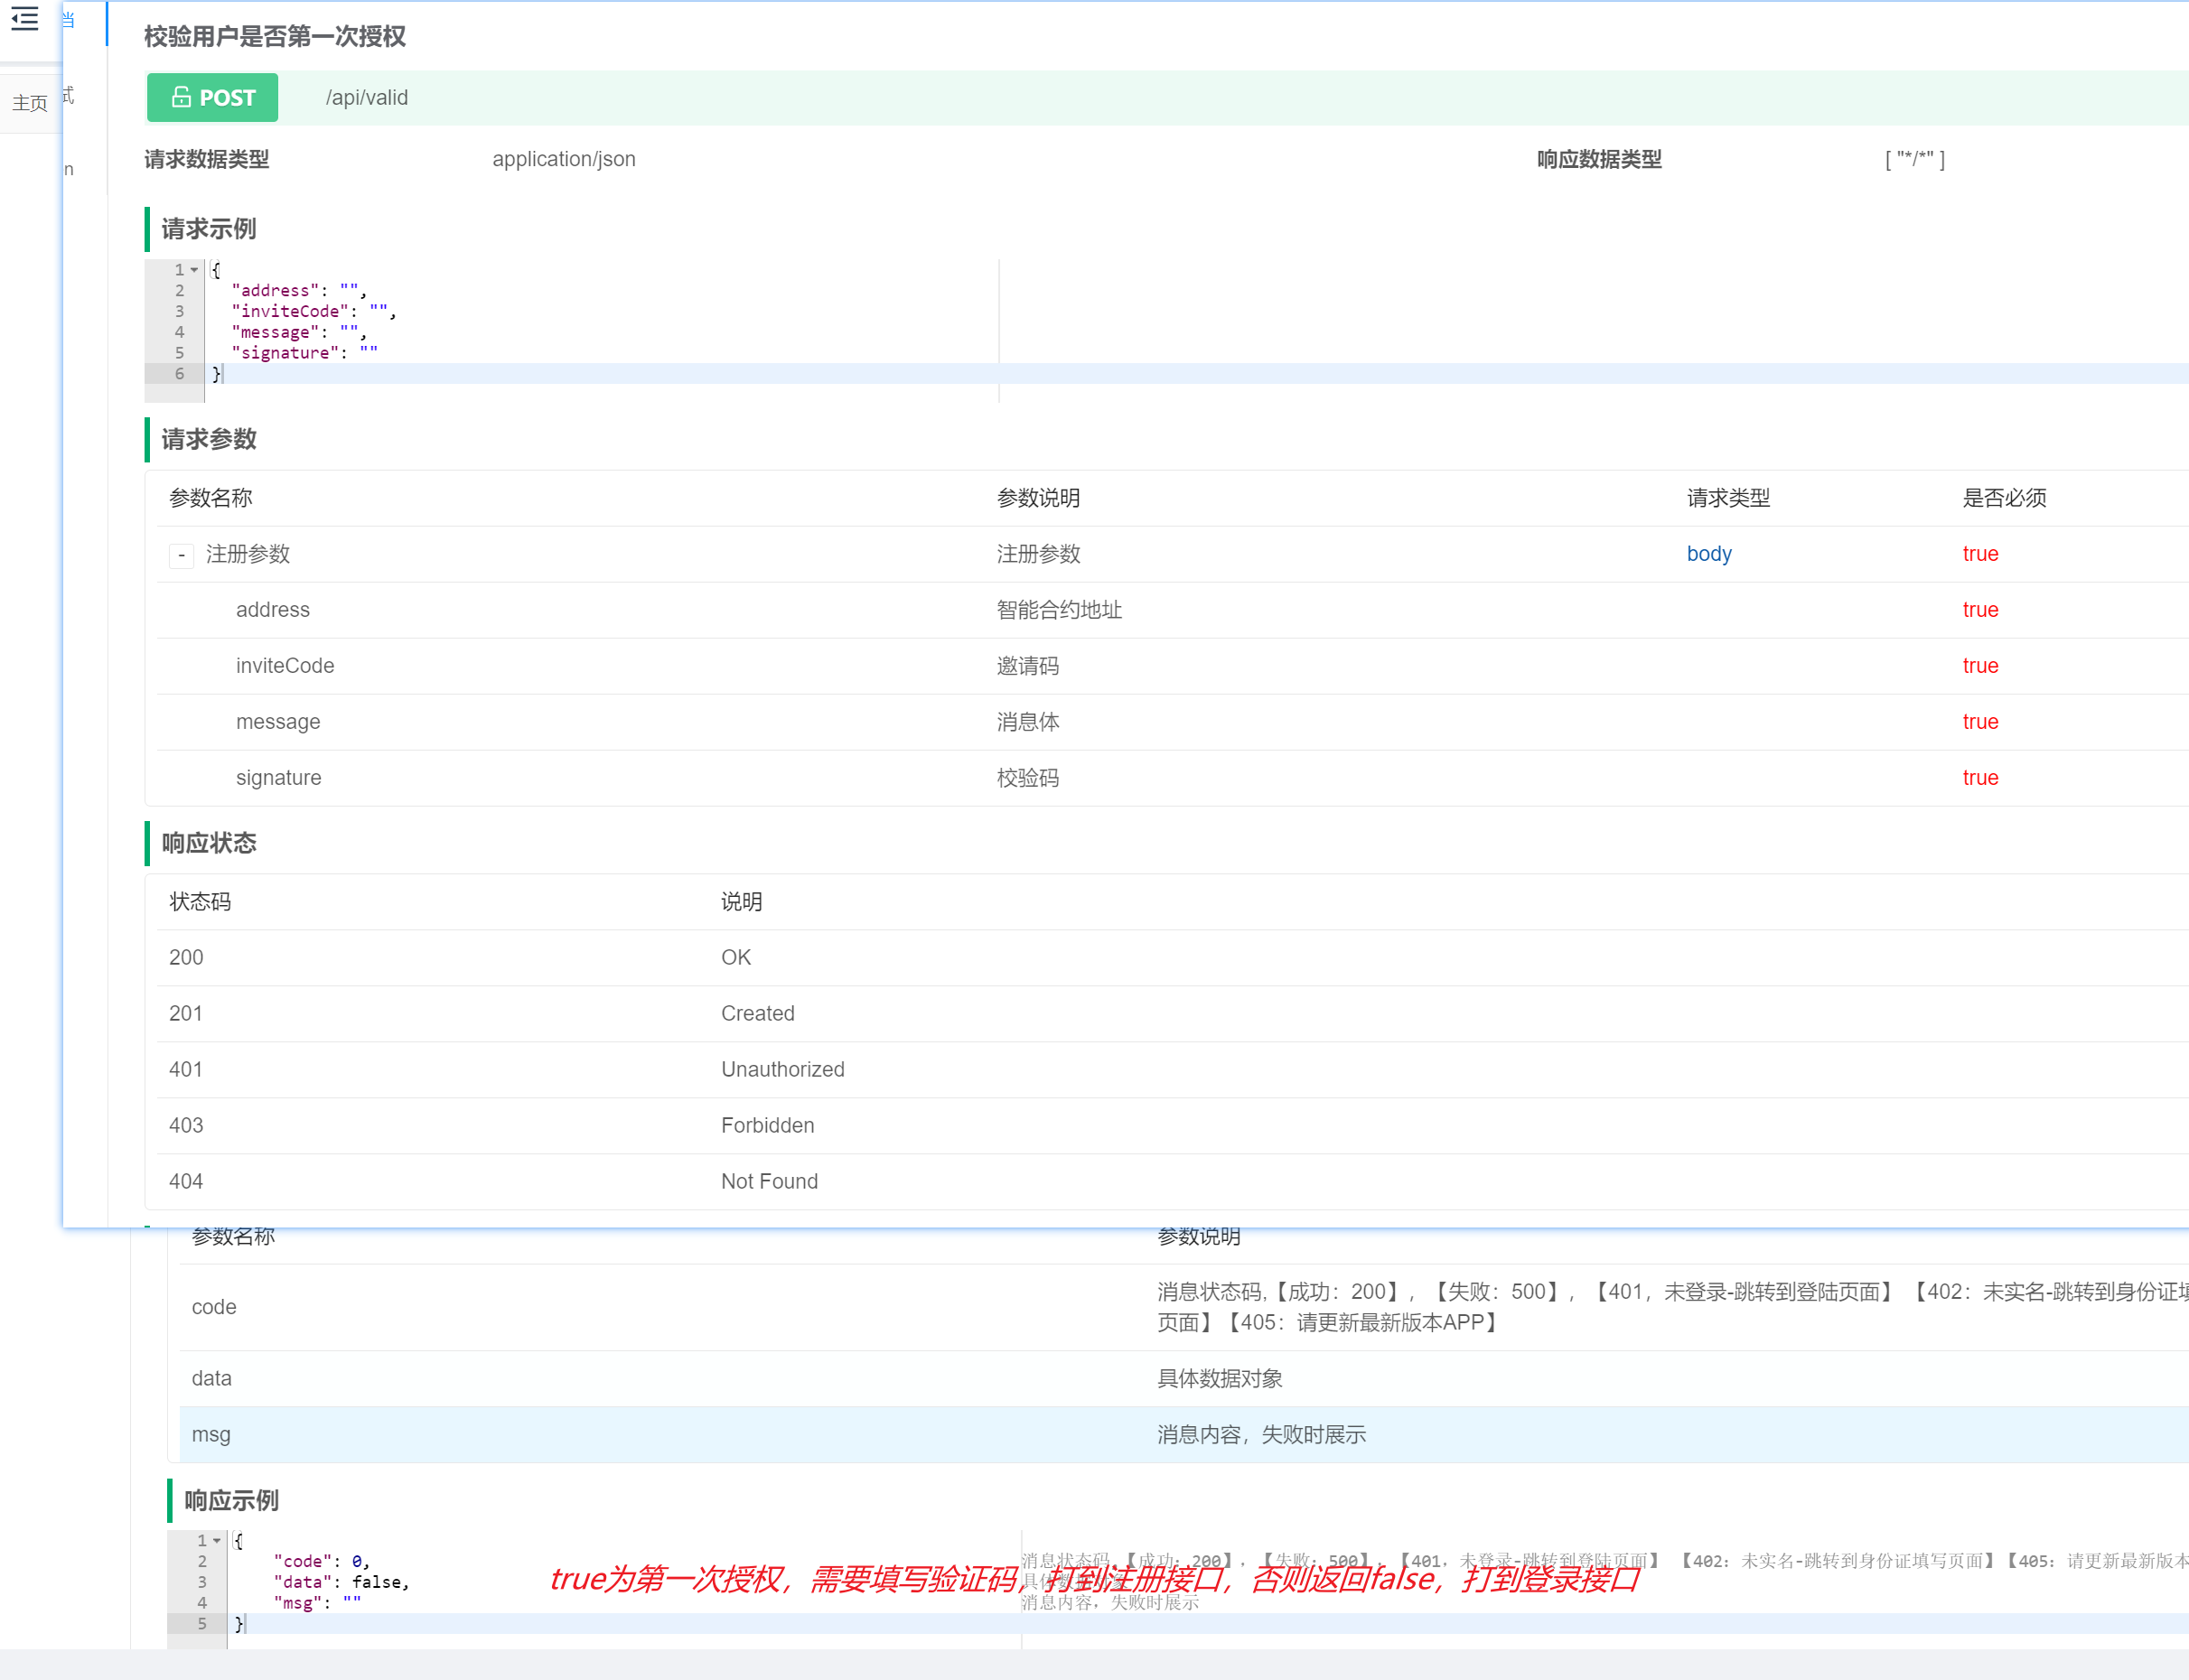 当
校验用户是否第一次授权
POST /api/valid
主页
式
请求数据类型 application/json 响应数据类型 [ "*/*" ]
n
请求示例
1 {
2 "address": "",
3 "inviteCode": "",
4 "message": "",
5 "signature": ""
6 }
请求参数
参数名称 参数说明 请求类型 是否必须
- 注册参数 注册参数 body true
address 智能合约地址 true
inviteCode 邀请码 true
message 消息体 true
signature 校验码 true
响应状态
状态码 说明
200 OK
201 Created
401 Unauthorized
403 Forbidden
404 Not Found
参数名称 参数说明
code 消息状态码,【成功：200】，【失败：500】，【401，未登录-跳转到登陆页面】【402：未实名-跳转到身份证填
页面】【405：请更新最新版本APP】
data 具体数据对象
msg 消息内容，失败时展示
响应示例
1 {
2 "code": 0, 消息状态码,【成功：200】，【失败：500】，【401，未登录-跳转到登陆页面】【402：未实名-跳转到身份证填写页面】【405：请更新最新版本
true为第一次授权，需要填写验证码，打到注册接口，否则返回false，打到登录接口
3 "data": false, 具体数据对象
4 "msg": "" 消息内容，失败时展示
5 }